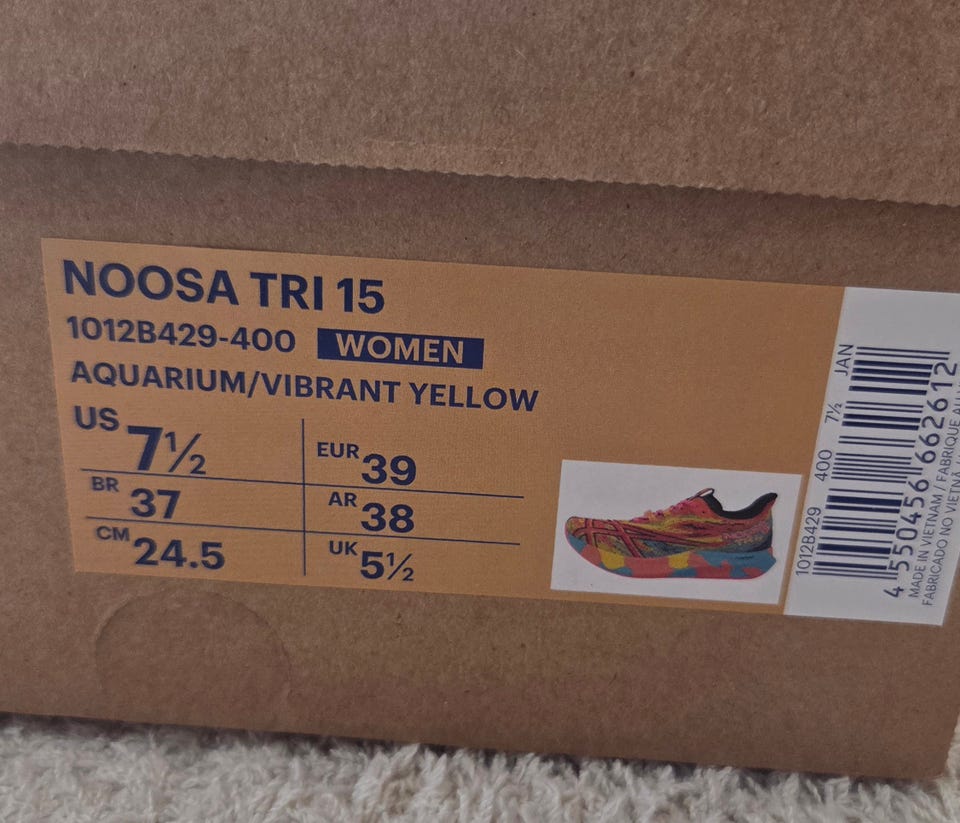 NOOSA TRI 15
1012B429-400 WOMEN
AQUARIUM/VIBRANT YELLOW
US 7½
EUR 39
BR 37
AR 38
CM 24.5
UK 5½
1012B429 400 7½ JAN
4 550456 662612
MADE IN VIETNAM / FABRIQUE AU
FABRICADO NO VIETNÃ